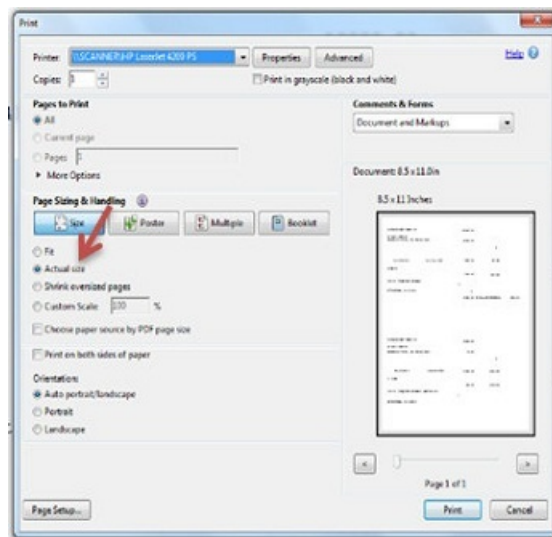 Print
Printer: \\SCANNER\HP LaserJet 4200 PS Properties Advanced Help
Copies: Print in grayscale (black and white)
Pages to Print
All
Current page
Pages
More Options
Comments & Forms
Document and Markups
Document: 8.5 x 11.0in
8.5 x 11 Inches
Page Sizing & Handling
Size Poster Multiple Booklet
Fit
Actual size
Shrink oversized pages
Custom Scale: 100 %
Choose paper source by PDF page size
Print on both sides of paper
Orientation:
Auto portrait/landscape
Portrait
Landscape
< >
Page 1 of 1
Page Setup... Print Cancel